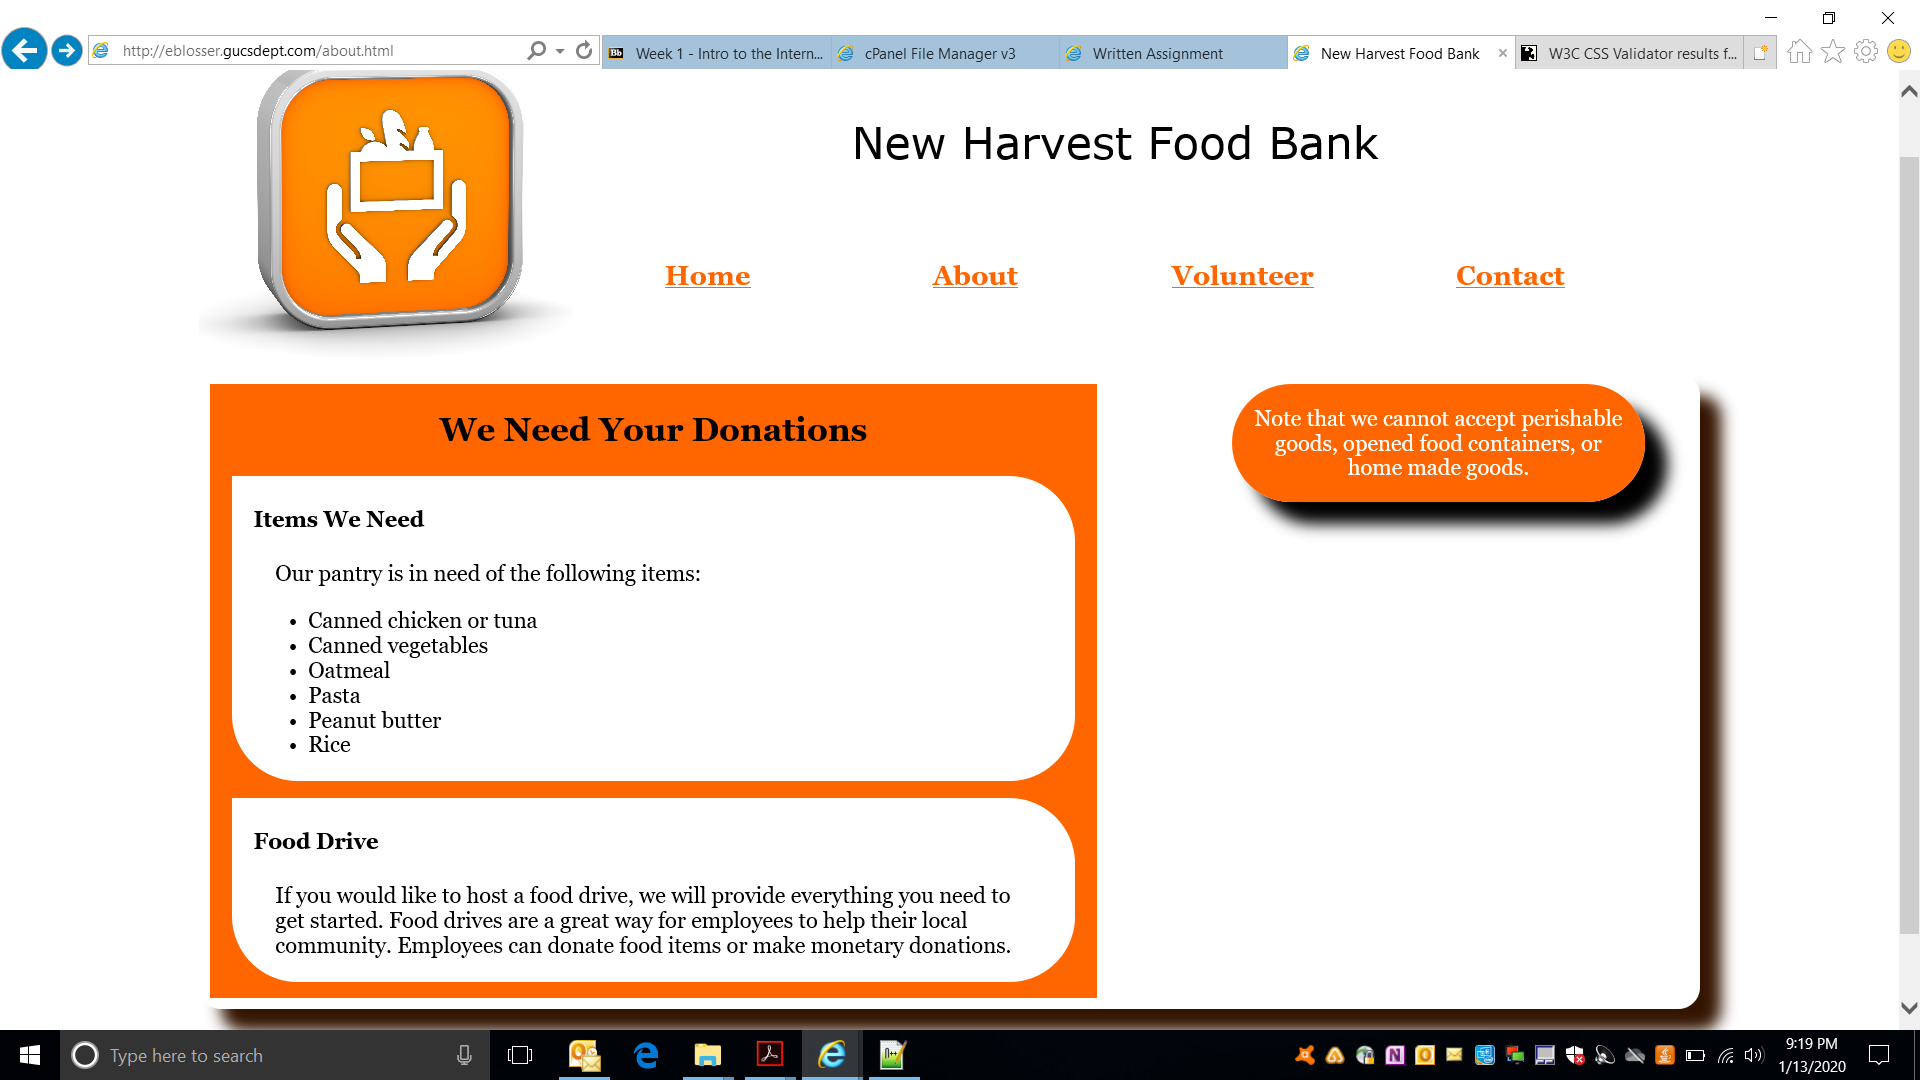 http://eblosser.gucsdept.com/about.html
Bb Week 1 - Intro to the Intern...
cPanel File Manager v3
Written Assignment
New Harvest Food Bank
W3C CSS Validator results f...
New Harvest Food Bank
Home About Volunteer Contact
We Need Your Donations
Note that we cannot accept perishable
goods, opened food containers, or
home made goods.
Items We Need
Our pantry is in need of the following items:
• Canned chicken or tuna
• Canned vegetables
• Oatmeal
• Pasta
• Peanut butter
• Rice
Food Drive
If you would like to host a food drive, we will provide everything you need to
get started. Food drives are a great way for employees to help their local
community. Employees can donate food items or make monetary donations.
Type here to search
9:19 PM
1/13/2020